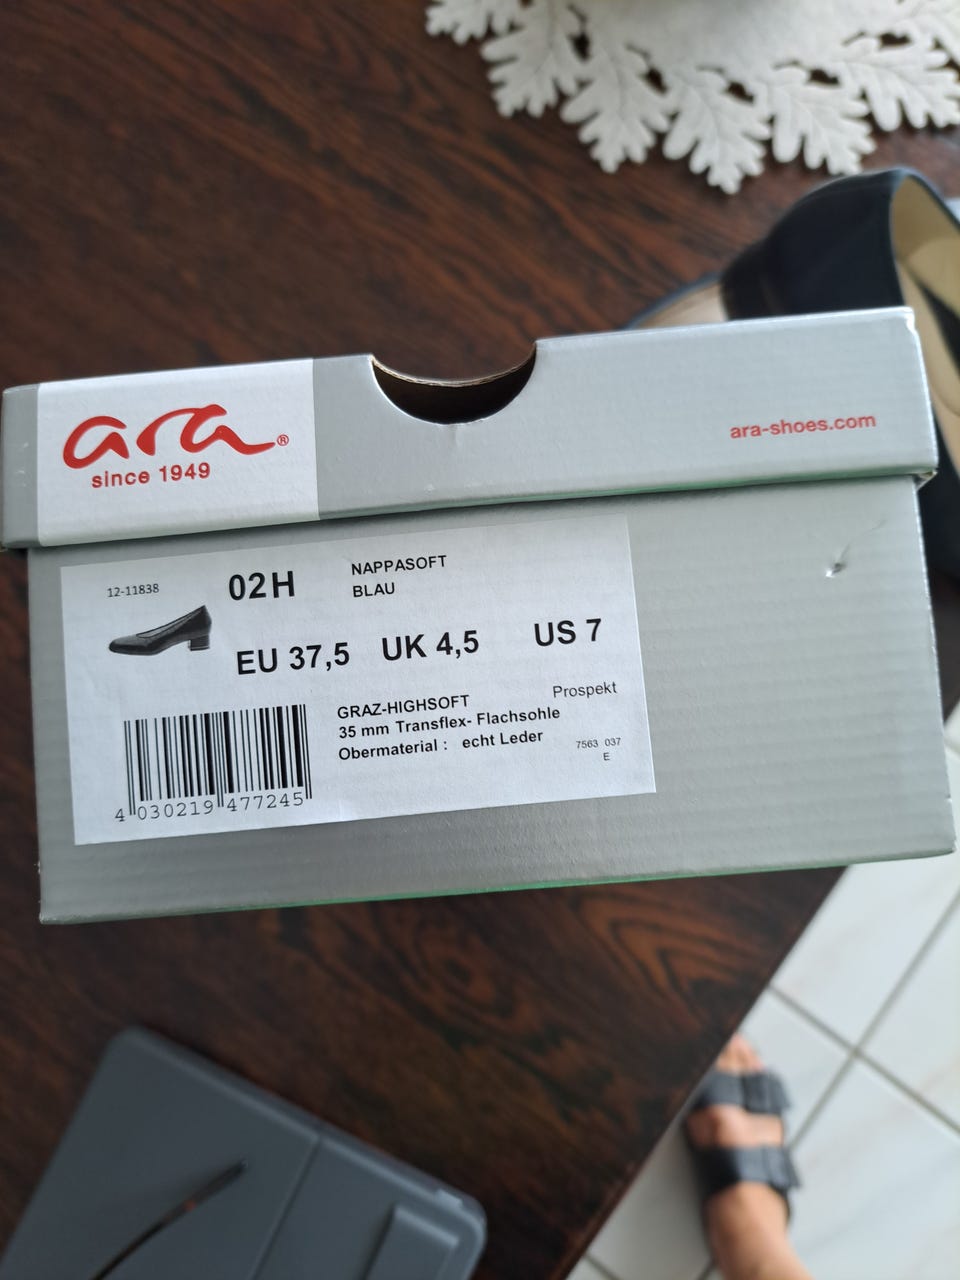 ara®
since 1949
ara-shoes.com
12-11838
02H
NAPPASOFT
BLAU
EU 37,5 UK 4,5 US 7
GRAZ-HIGHSOFT
Prospekt
35 mm Transflex- Flachsohle
Obermaterial : echt Leder
7563 037
E
4 030219 477245